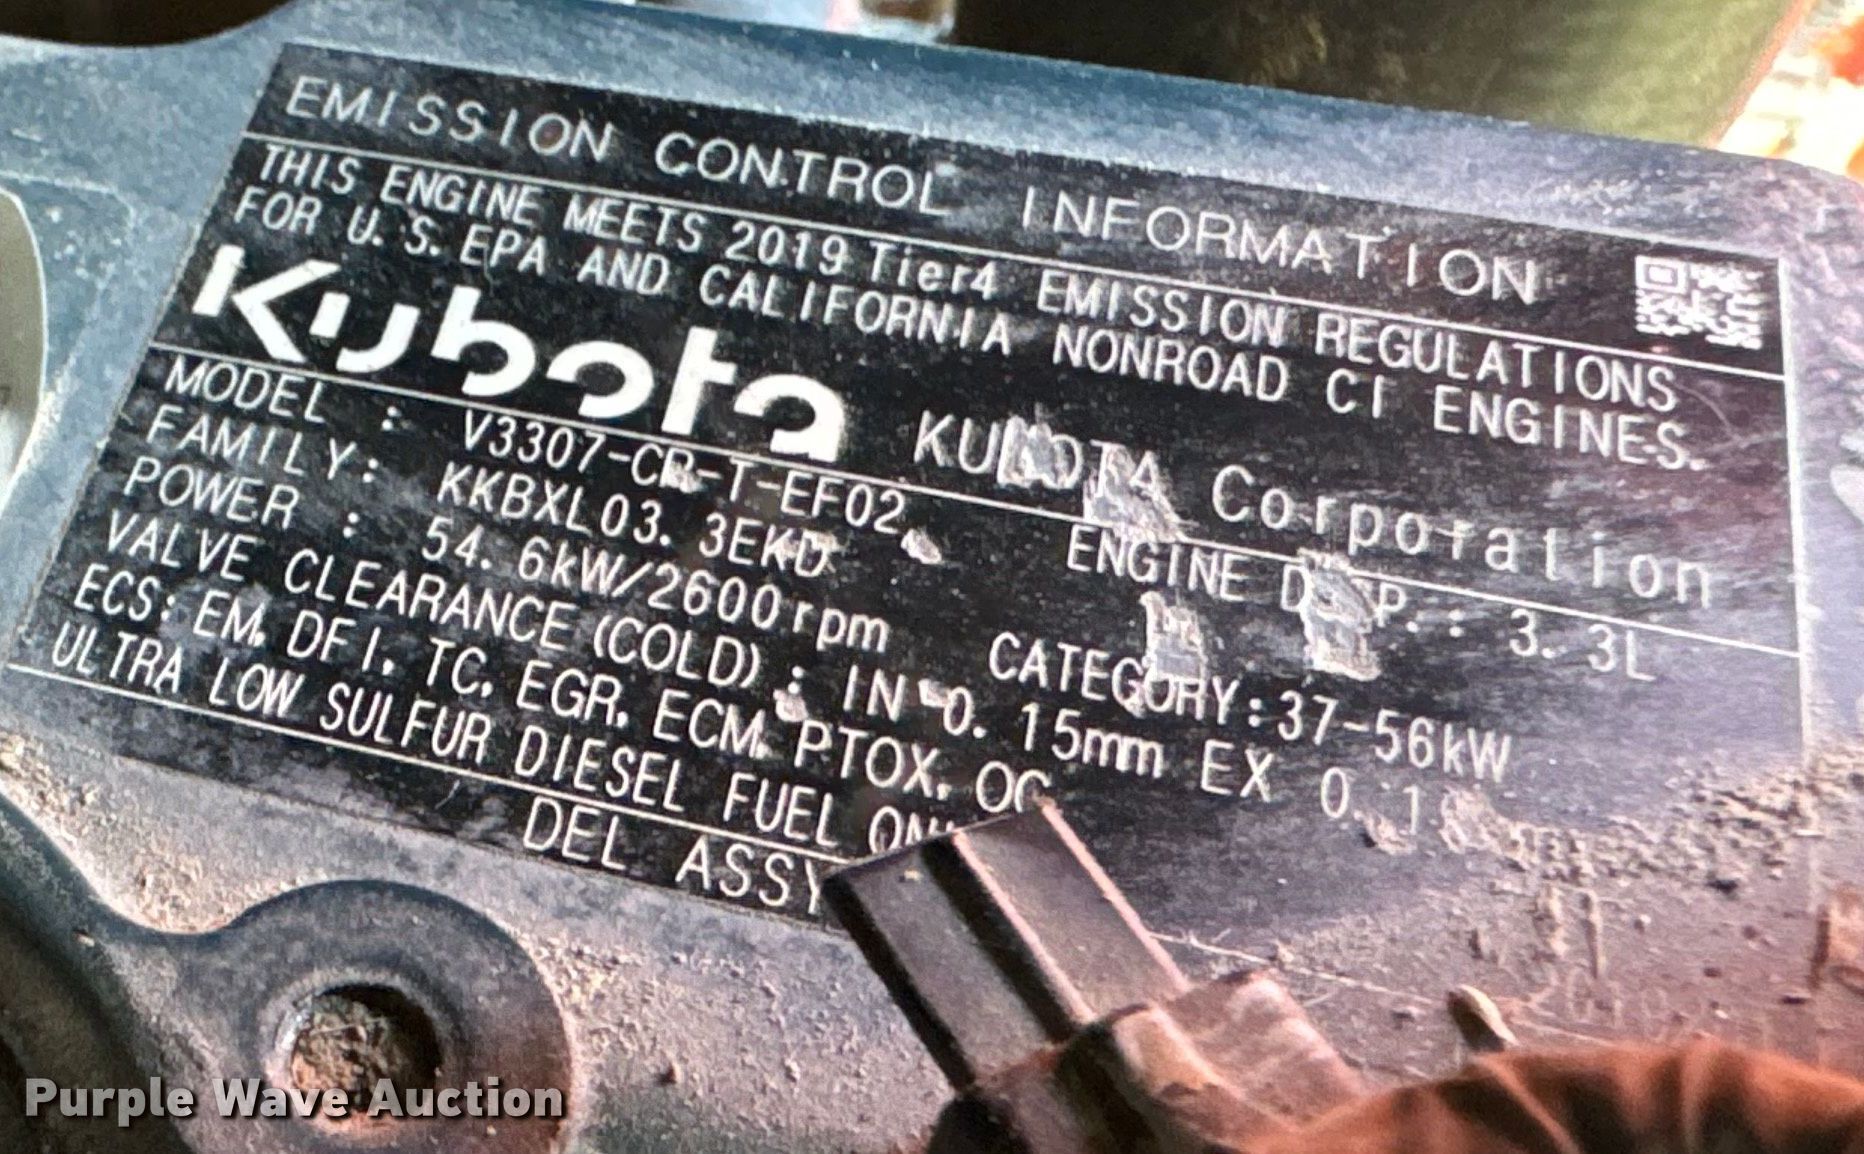 EMISSION CONTROL INFORMATION
THIS ENGINE MEETS 2019 Tier4 EMISSION REGULATIONS
FOR U.S. EPA AND CALIFORNIA NONROAD CI ENGINES.
Kubota KUBOTA Corporation
MODEL : V3307-CR-T-EF02 ENGINE DISP.: 3.3L
FAMILY: KKBXL03.3EKD
POWER : 54.6kW/2600rpm CATEGORY:37-56kW
VALVE CLEARANCE (COLD): IN 0.15mm EX
ECS: EM, DFI, TC, EGR, ECM, PTOX, OC
ULTRA LOW SULFUR DIESEL FUEL ONLY
DEL ASSY
Purple Wave Auction